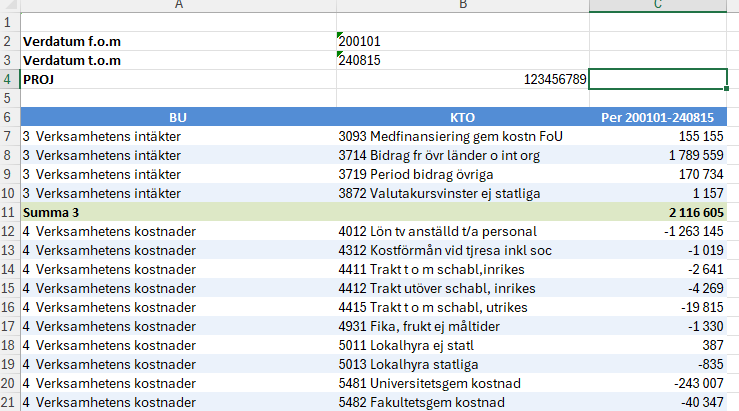 A B C
1
2 Verdatum f.o.m 200101
3 Verdatum t.o.m 240815
4 PROJ 123456789
5
6 BU KTO Per 200101-240815
7 3 Verksamhetens intäkter 3093 Medfinansiering gem kostn FoU 155 155
8 3 Verksamhetens intäkter 3714 Bidrag fr övr länder o int org 1 789 559
9 3 Verksamhetens intäkter 3719 Period bidrag övriga 170 734
10 3 Verksamhetens intäkter 3872 Valutakursvinster ej statliga 1 157
11 Summa 3 2 116 605
12 4 Verksamhetens kostnader 4012 Lön tv anställd t/a personal -1 263 145
13 4 Verksamhetens kostnader 4312 Kostförmån vid tjresa inkl soc -1 019
14 4 Verksamhetens kostnader 4411 Trakt t o m schabl,inrikes -2 641
15 4 Verksamhetens kostnader 4412 Trakt utöver schabl, inrikes -4 269
16 4 Verksamhetens kostnader 4415 Trakt t o m schabl, utrikes -19 815
17 4 Verksamhetens kostnader 4931 Fika, frukt ej måltider -1 330
18 4 Verksamhetens kostnader 5011 Lokalhyra ej statl 387
19 4 Verksamhetens kostnader 5013 Lokalhyra statliga -835
20 4 Verksamhetens kostnader 5481 Universitetsgem kostnad -243 007
21 4 Verksamhetens kostnader 5482 Fakultetsgem kostnad -40 347